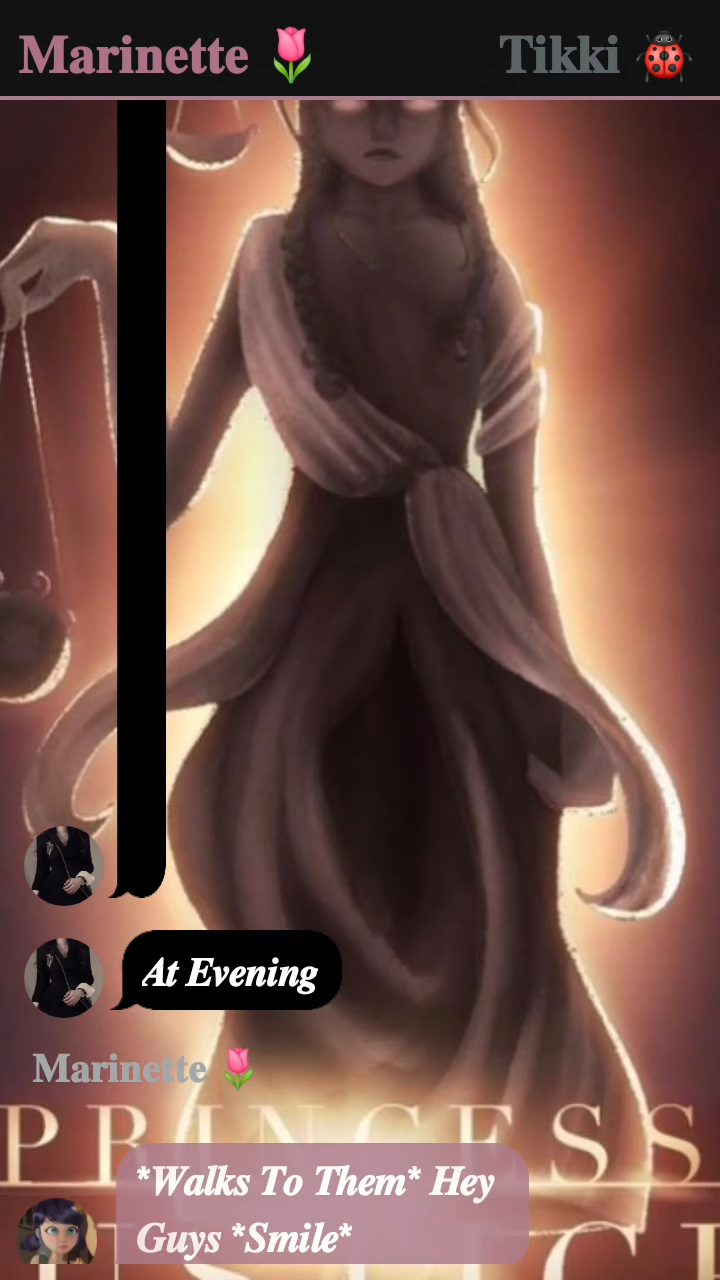 Marinette 🌷 Tikki 🐞
At Evening
Marinette 🌷
PRINCESS
*Walks To Them* Hey
Guys *Smile*